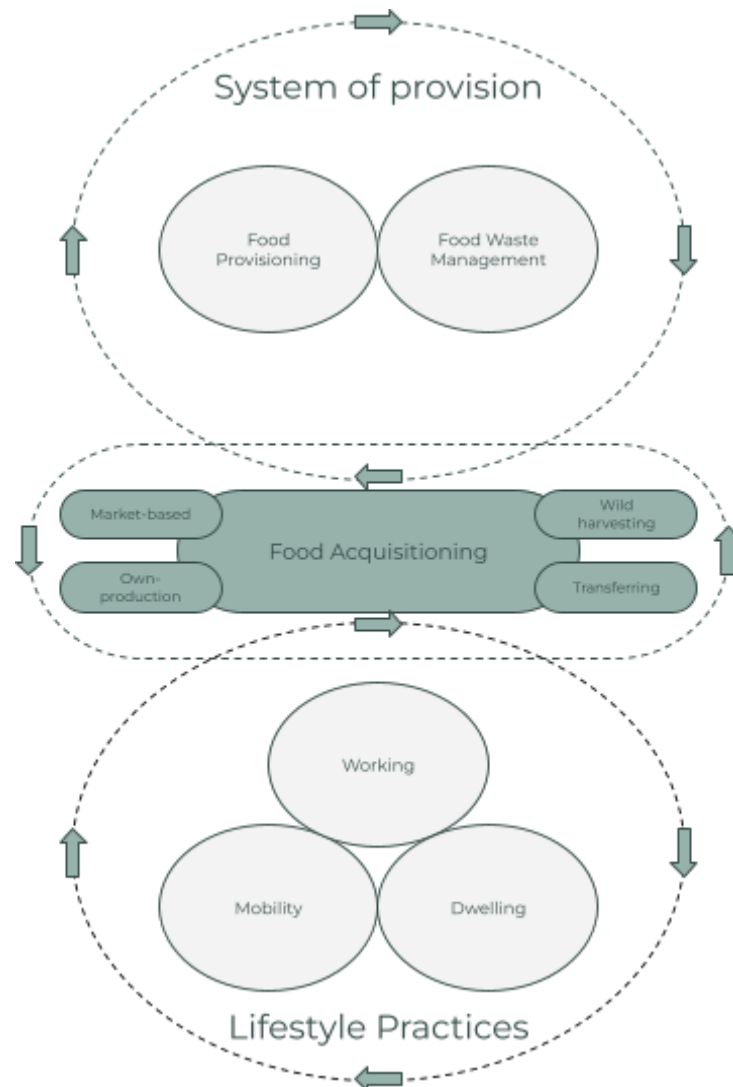 System of provision
Food
Provisioning
Food Waste
Management
Market-based
Wild
harvesting
Food Acquisitioning
Own-
production
Transferring
Working
Mobility
Dwelling
Lifestyle Practices